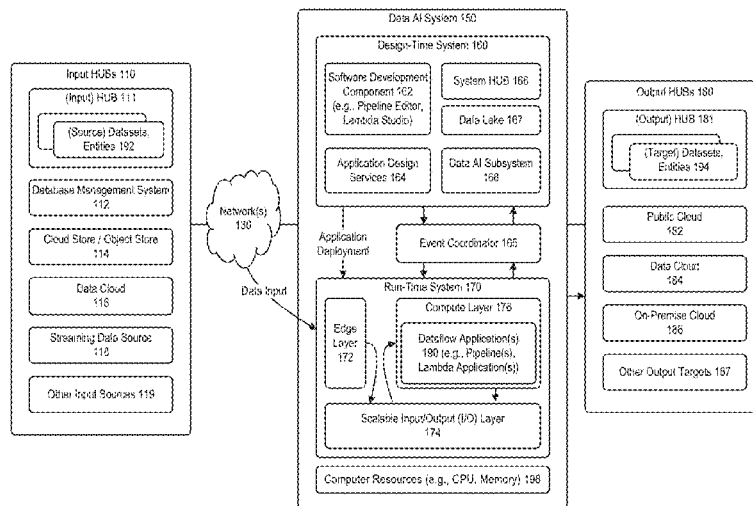 Input HUBs 110
(Input) HUB 111
(Source) Datasets,
Entities 192
Database Management System
112
Cloud Store / Object Store
114
Data Cloud
116
Streaming Data Source
118
Other Input Sources 119
Network(s)
136
Data Input
Data AI System 150
Design-Time System 160
Software Development
Component 162
(e.g., Pipeline Editor,
Lambda Studio)
System HUB 166
Data Lake 167
Application Design
Services 164
Data AI Subsystem
168
Application
Deployment
Event Coordinator 165
Run-Time System 170
Edge
Layer
172
Compute Layer 176
Dataflow Application(s)
190 (e.g., Pipeline(s),
Lambda Application(s))
Scalable Input/Output (I/O) Layer
174
Computer Resources (e.g., CPU, Memory) 198
Output HUBs 180
(Output) HUB 181
(Target) Datasets,
Entities 194
Public Cloud
182
Data Cloud
184
On-Premise Cloud
186
Other Output Targets 187